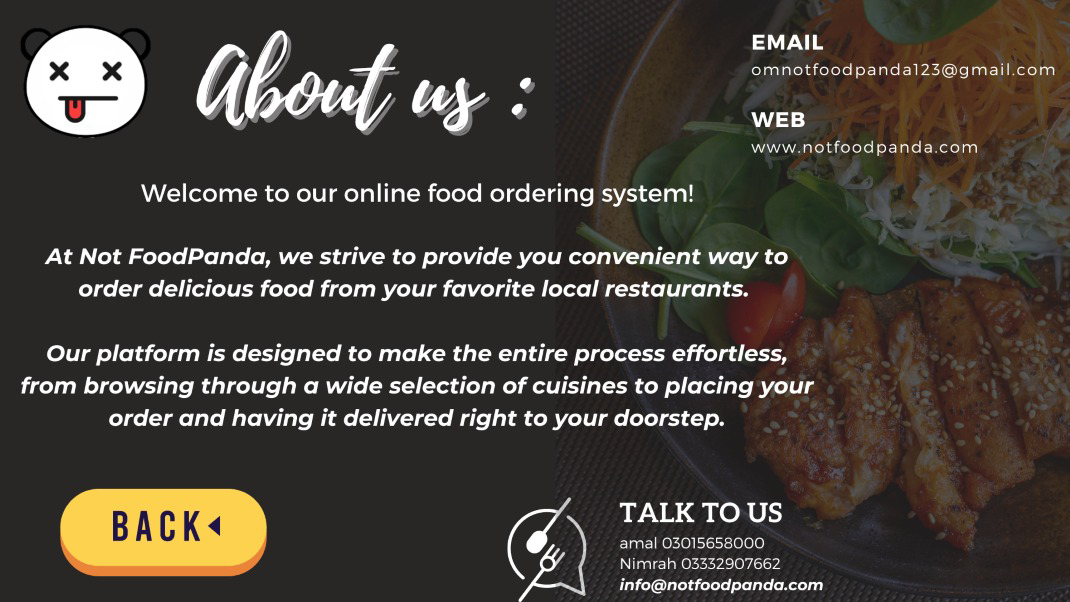 About us :
EMAIL
omnotfoodpanda123@gmail.com
WEB
www.notfoodpanda.com
Welcome to our online food ordering system!
At Not FoodPanda, we strive to provide you convenient way to
order delicious food from your favorite local restaurants.
Our platform is designed to make the entire process effortless,
from browsing through a wide selection of cuisines to placing your
order and having it delivered right to your doorstep.
BACK
TALK TO US
amal 03015658000
Nimrah 03332907662
info@notfoodpanda.com